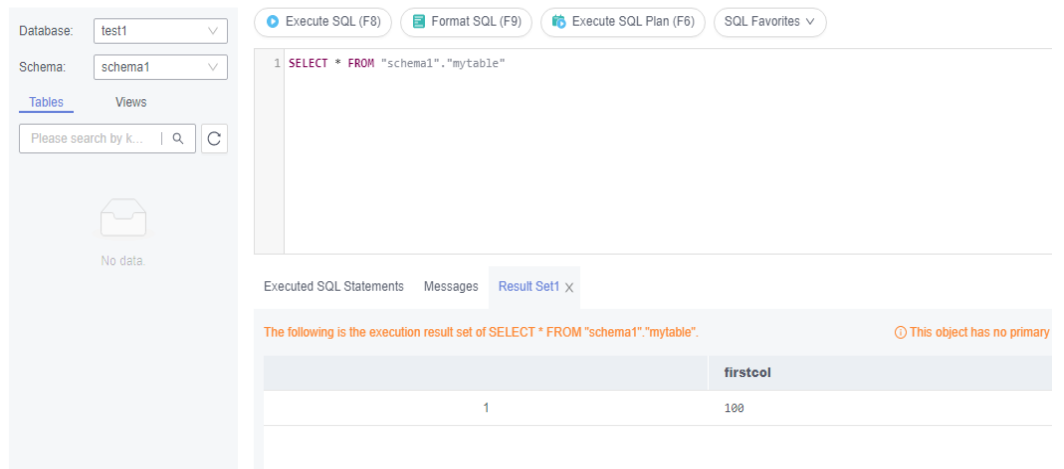 Database: test1
Schema: schema1
Tables Views
Please search by k...
No data.
Execute SQL (F8) Format SQL (F9) Execute SQL Plan (F6) SQL Favorites
1 SELECT * FROM "schema1"."mytable"
Executed SQL Statements Messages Result Set1
The following is the execution result set of SELECT * FROM "schema1"."mytable". This object has no primary
firstcol
1 100